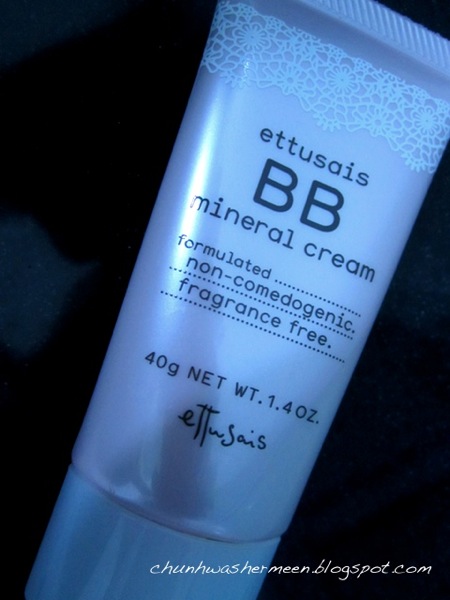 ettusais
BB
mineral cream
formulated
non-comedogenic.
fragrance free.
40g NET WT.1.4OZ.
ettusais
chunhwashermeen.blogspot.com